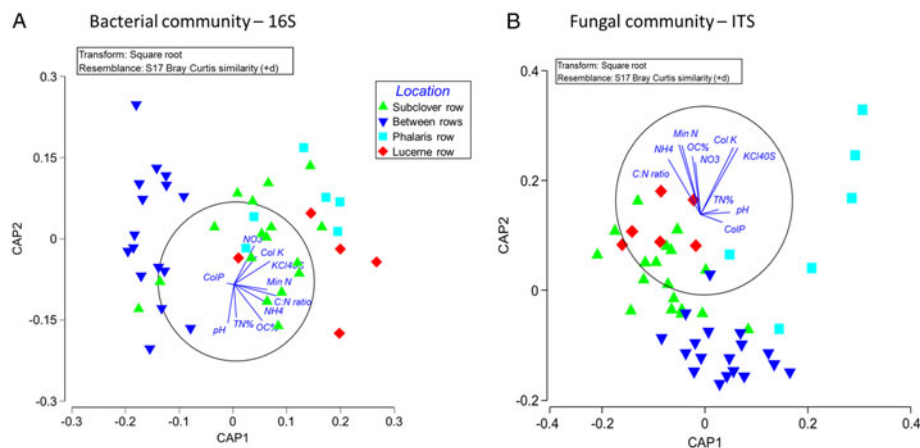 A
Bacterial community – 16S
Transform: Square root
Resemblance: S17 Bray Curtis similarity (+d)
Location
Subclover row
Between rows
Phalaris row
Lucerne row
0.3
0.15
0
-0.15
-0.3
CAP2
NO3
Col K
KCl40S
ColP
Min N
C:N ratio
NH4
TN%
OC%
pH
-0.3
-0.2
-0.1
0
0.1
0.2
0.3
CAP1
B
Fungal community – ITS
Transform: Square root
Resemblance: S17 Bray Curtis similarity (+d)
0.4
0.2
0
-0.2
CAP2
Min N
Col K
OC%
NH4
NO3
KCl40S
C:N ratio
TN%
pH
ColP
-0.2
0
0.2
0.4
CAP1